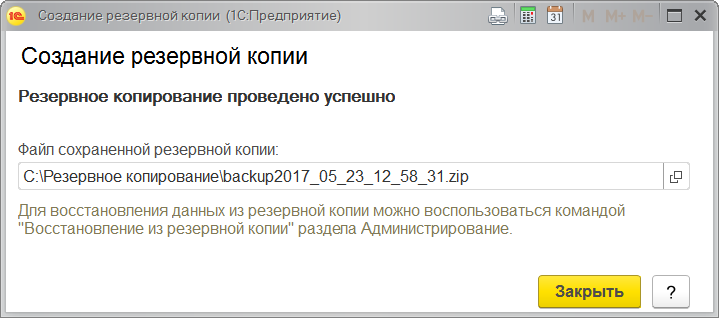 1С Создание резервной копии (1С:Предприятие) 31 M M+ M-
Создание резервной копии
Резервное копирование проведено успешно
Файл сохраненной резервной копии:
C:\Резервное копирование\backup2017_05_23_12_58_31.zip
Для восстановления данных из резервной копии можно воспользоваться командой
"Восстановление из резервной копии" раздела Администрирование.
Закрыть ?